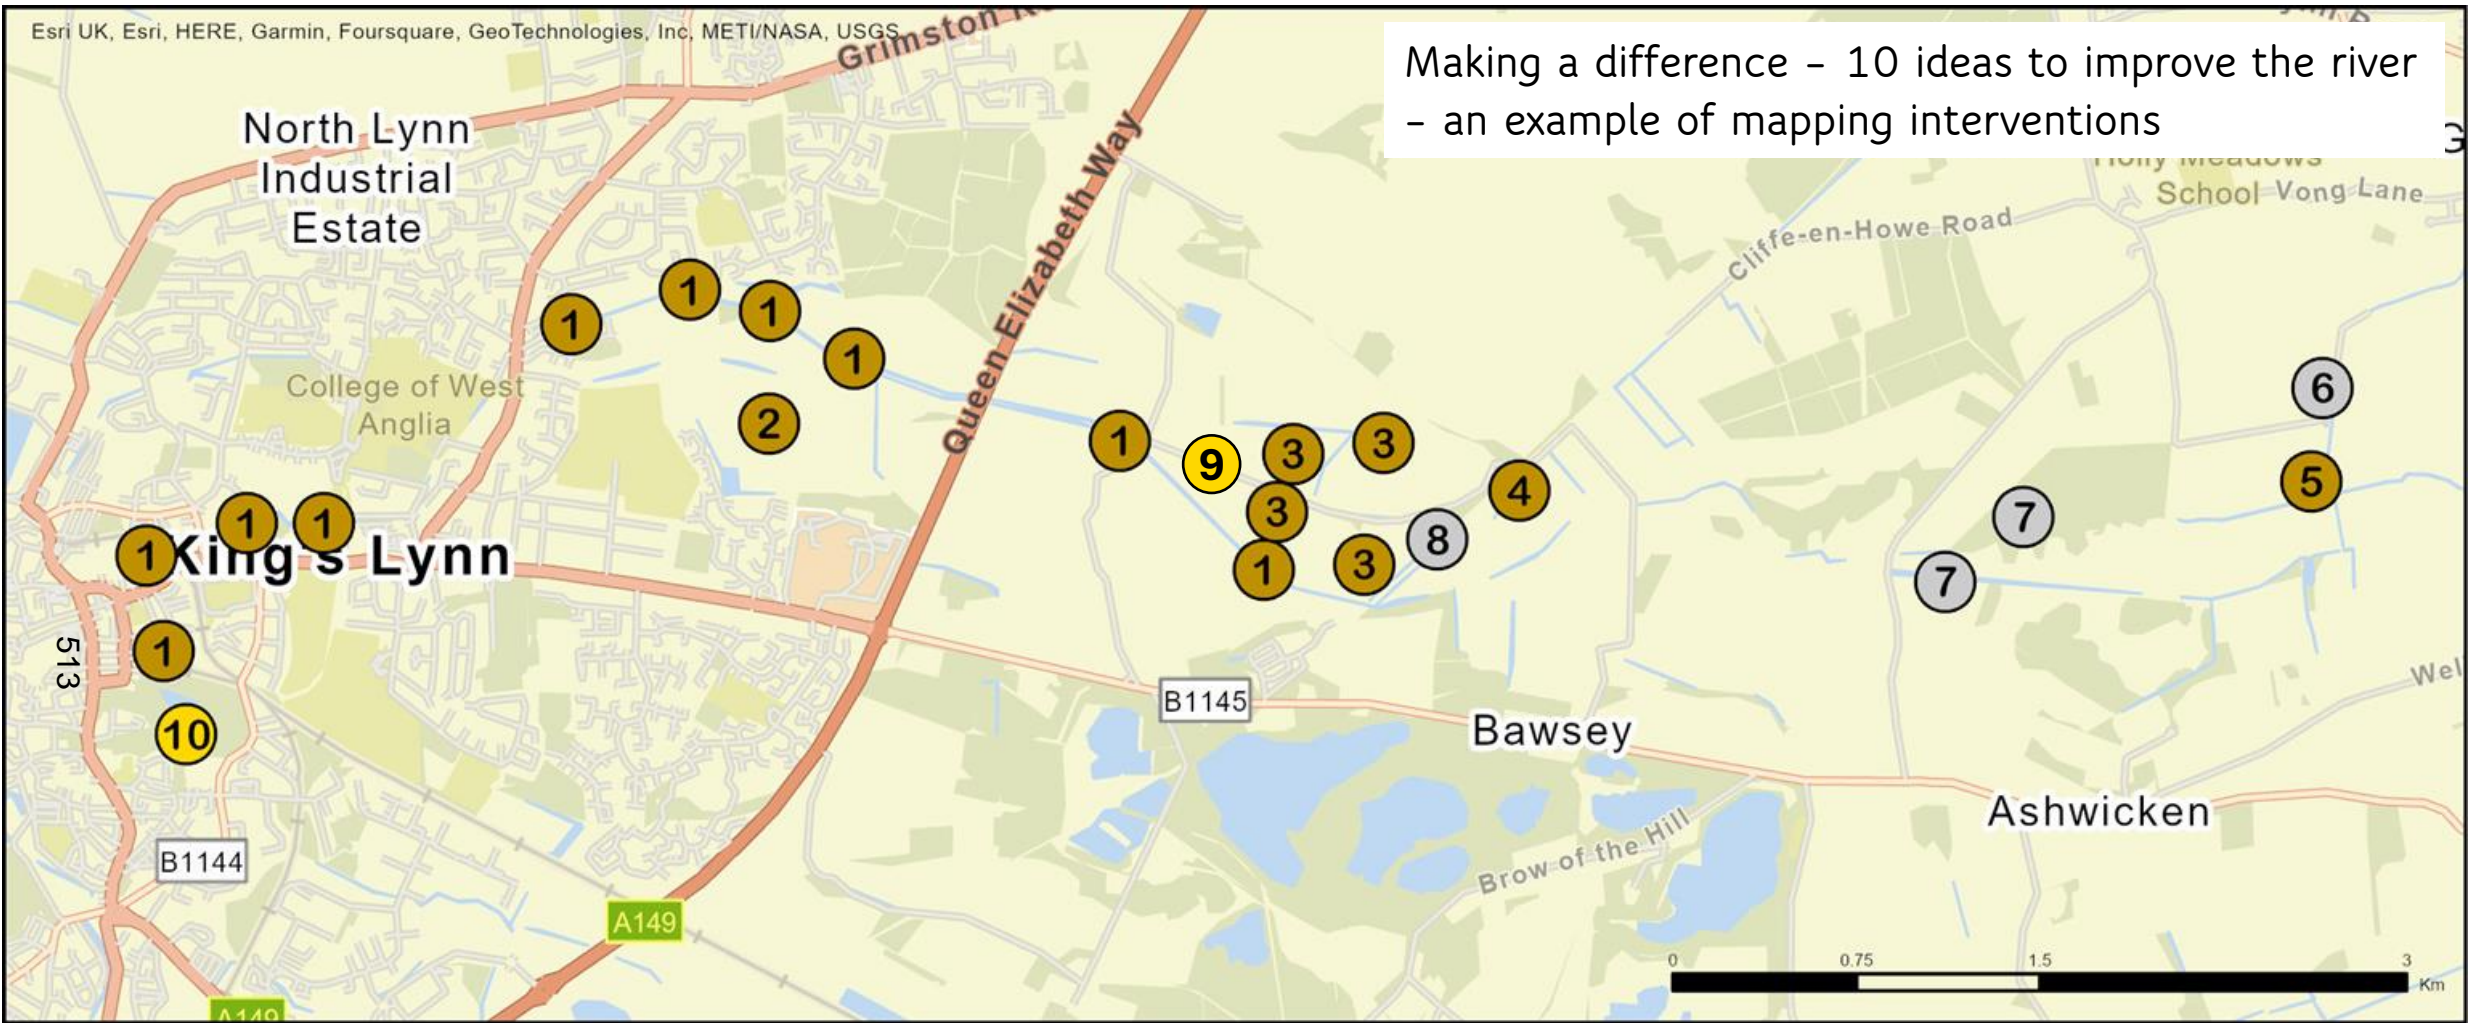 Esri UK, Esri, HERE, Garmin, Foursquare, GeoTechnologies, Inc, METI/NASA, USGS
Making a difference – 10 ideas to improve the river
– an example of mapping interventions
Grimston
North Lynn
Industrial
Estate
Queen Elizabeth Way
Holly Meadows
School
Vong Lane
Cliffe-en-Howe Road
College of West
Anglia
King's Lynn
1
1
1
1
2
1
9
3
3
3
1
3
8
4
7
7
6
5
1
1
1
1
10
513
B1145
Bawsey
Ashwicken
Wel
Brow of the Hill
B1144
A149
A149
0 0.75 1.5 3
Km